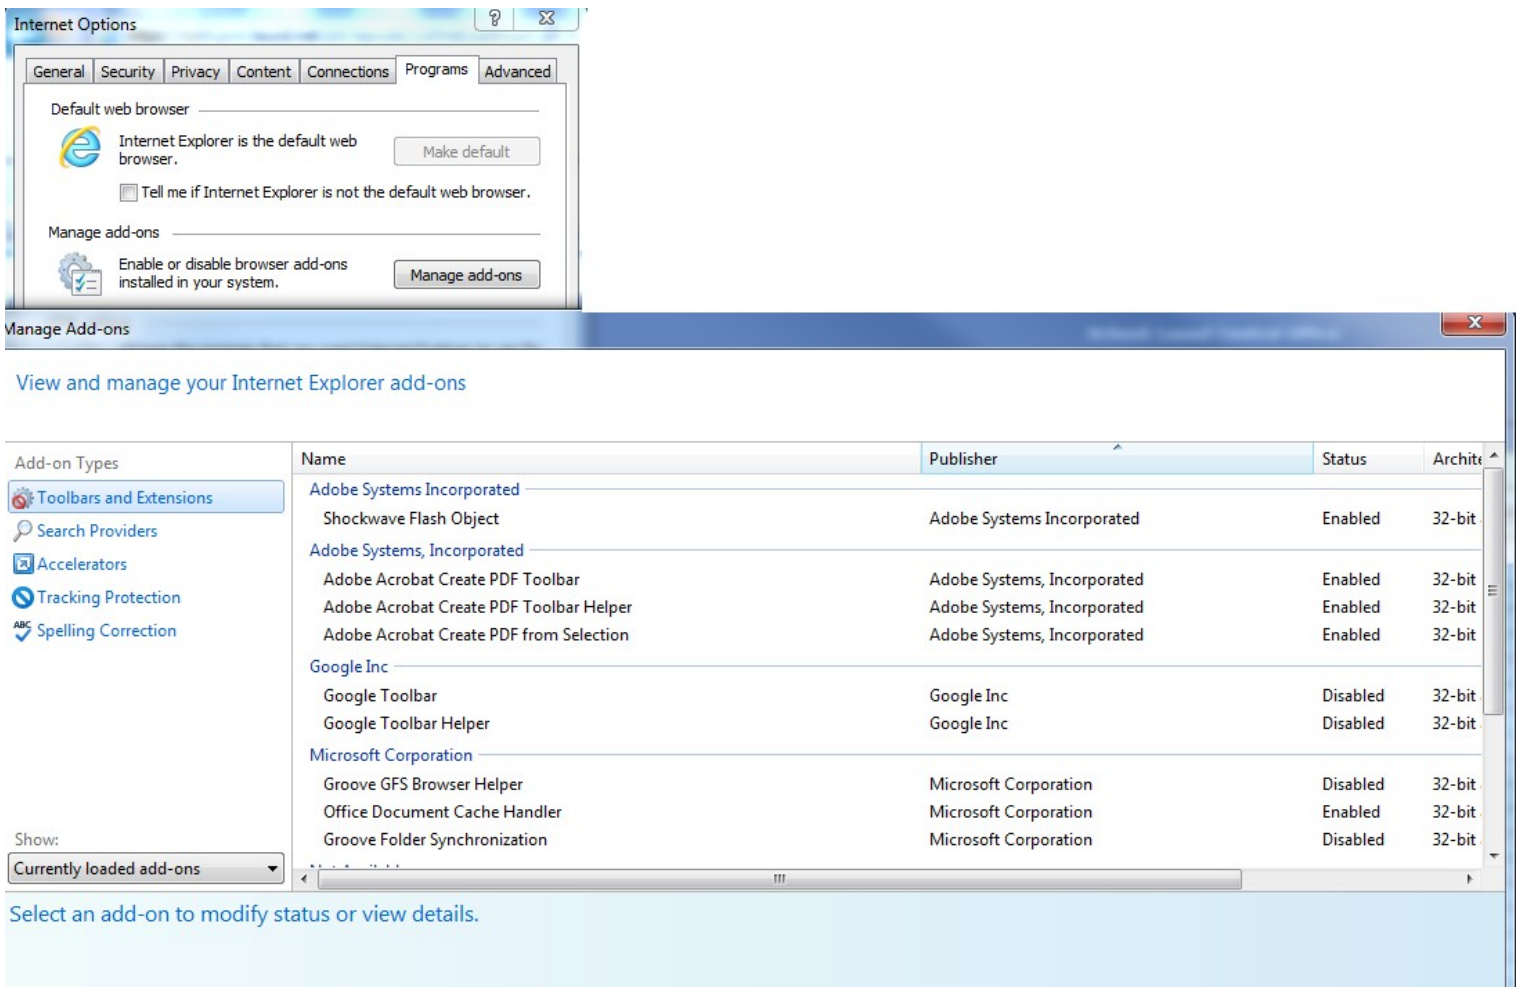 Internet Options
General Security Privacy Content Connections Programs Advanced
Default web browser
Internet Explorer is the default web browser.
Make default
Tell me if Internet Explorer is not the default web browser.
Manage add-ons
Enable or disable browser add-ons installed in your system.
Manage add-ons
Manage Add-ons
View and manage your Internet Explorer add-ons
Add-on Types
Toolbars and Extensions
Search Providers
Accelerators
Tracking Protection
ABC Spelling Correction
Show:
Currently loaded add-ons
Name Publisher Status Archite
Adobe Systems Incorporated
Shockwave Flash Object Adobe Systems Incorporated Enabled 32-bit
Adobe Systems, Incorporated
Adobe Acrobat Create PDF Toolbar Adobe Systems, Incorporated Enabled 32-bit
Adobe Acrobat Create PDF Toolbar Helper Adobe Systems, Incorporated Enabled 32-bit
Adobe Acrobat Create PDF from Selection Adobe Systems, Incorporated Enabled 32-bit
Google Inc
Google Toolbar Google Inc Disabled 32-bit
Google Toolbar Helper Google Inc Disabled 32-bit
Microsoft Corporation
Groove GFS Browser Helper Microsoft Corporation Disabled 32-bit
Office Document Cache Handler Microsoft Corporation Enabled 32-bit
Groove Folder Synchronization Microsoft Corporation Disabled 32-bit
Select an add-on to modify status or view details.